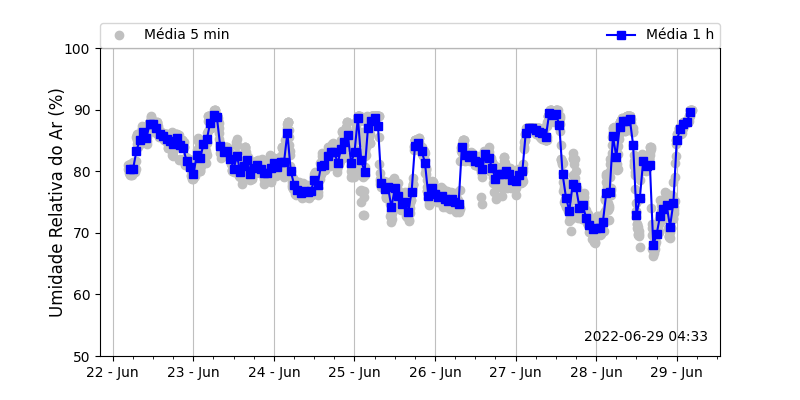 Média 5 min Média 1 h
Umidade Relativa do Ar (%)
100
90
80
70
60
50
2022-06-29 04:33
22 - Jun 23 - Jun 24 - Jun 25 - Jun 26 - Jun 27 - Jun 28 - Jun 29 - Jun